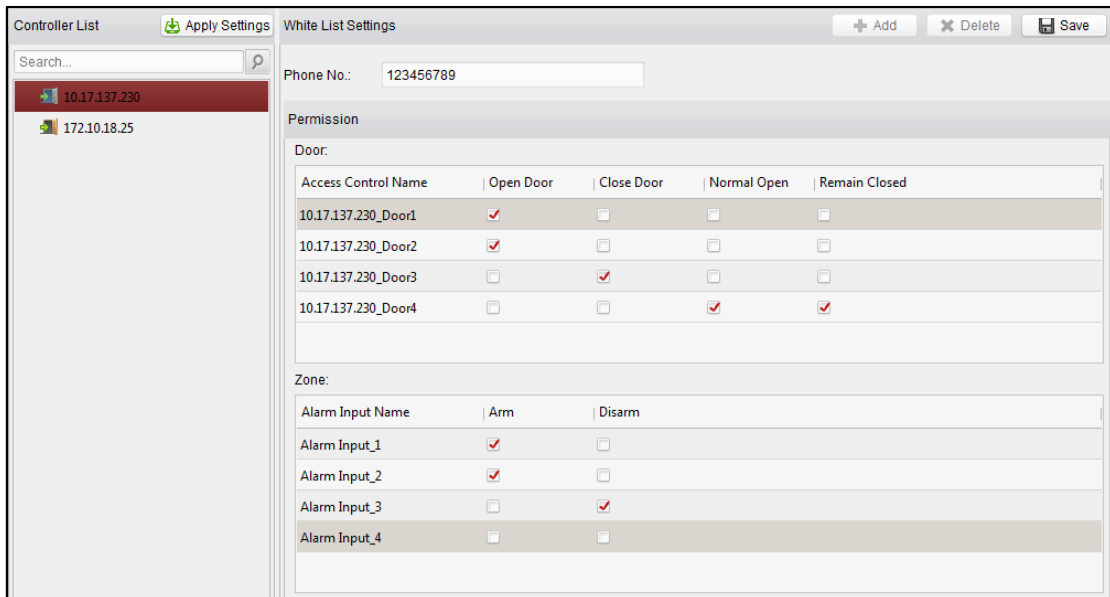 Controller List Apply Settings White List Settings Add Delete Save
Search...
Phone No.: 123456789
10.17.137.230
172.10.18.25
Permission
Door:
Access Control Name Open Door Close Door Normal Open Remain Closed
10.17.137.230_Door1
10.17.137.230_Door2
10.17.137.230_Door3
10.17.137.230_Door4
Zone:
Alarm Input Name Arm Disarm
Alarm Input_1
Alarm Input_2
Alarm Input_3
Alarm Input_4